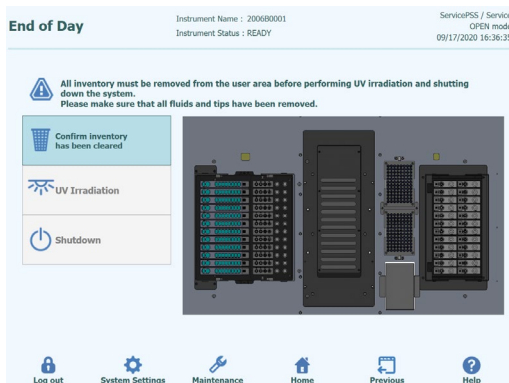 End of Day
Instrument Name : 2006B0001
Instrument Status : READY
ServicePSS / Service
OPEN mode
09/17/2020 16:36:35
All inventory must be removed from the user area before performing UV irradiation and shutting
down the system.
Please make sure that all fluids and tips have been removed.
Confirm inventory
has been cleared
UV Irradiation
Shutdown
Log out
System Settings
Maintenance
Home
Previous
Help